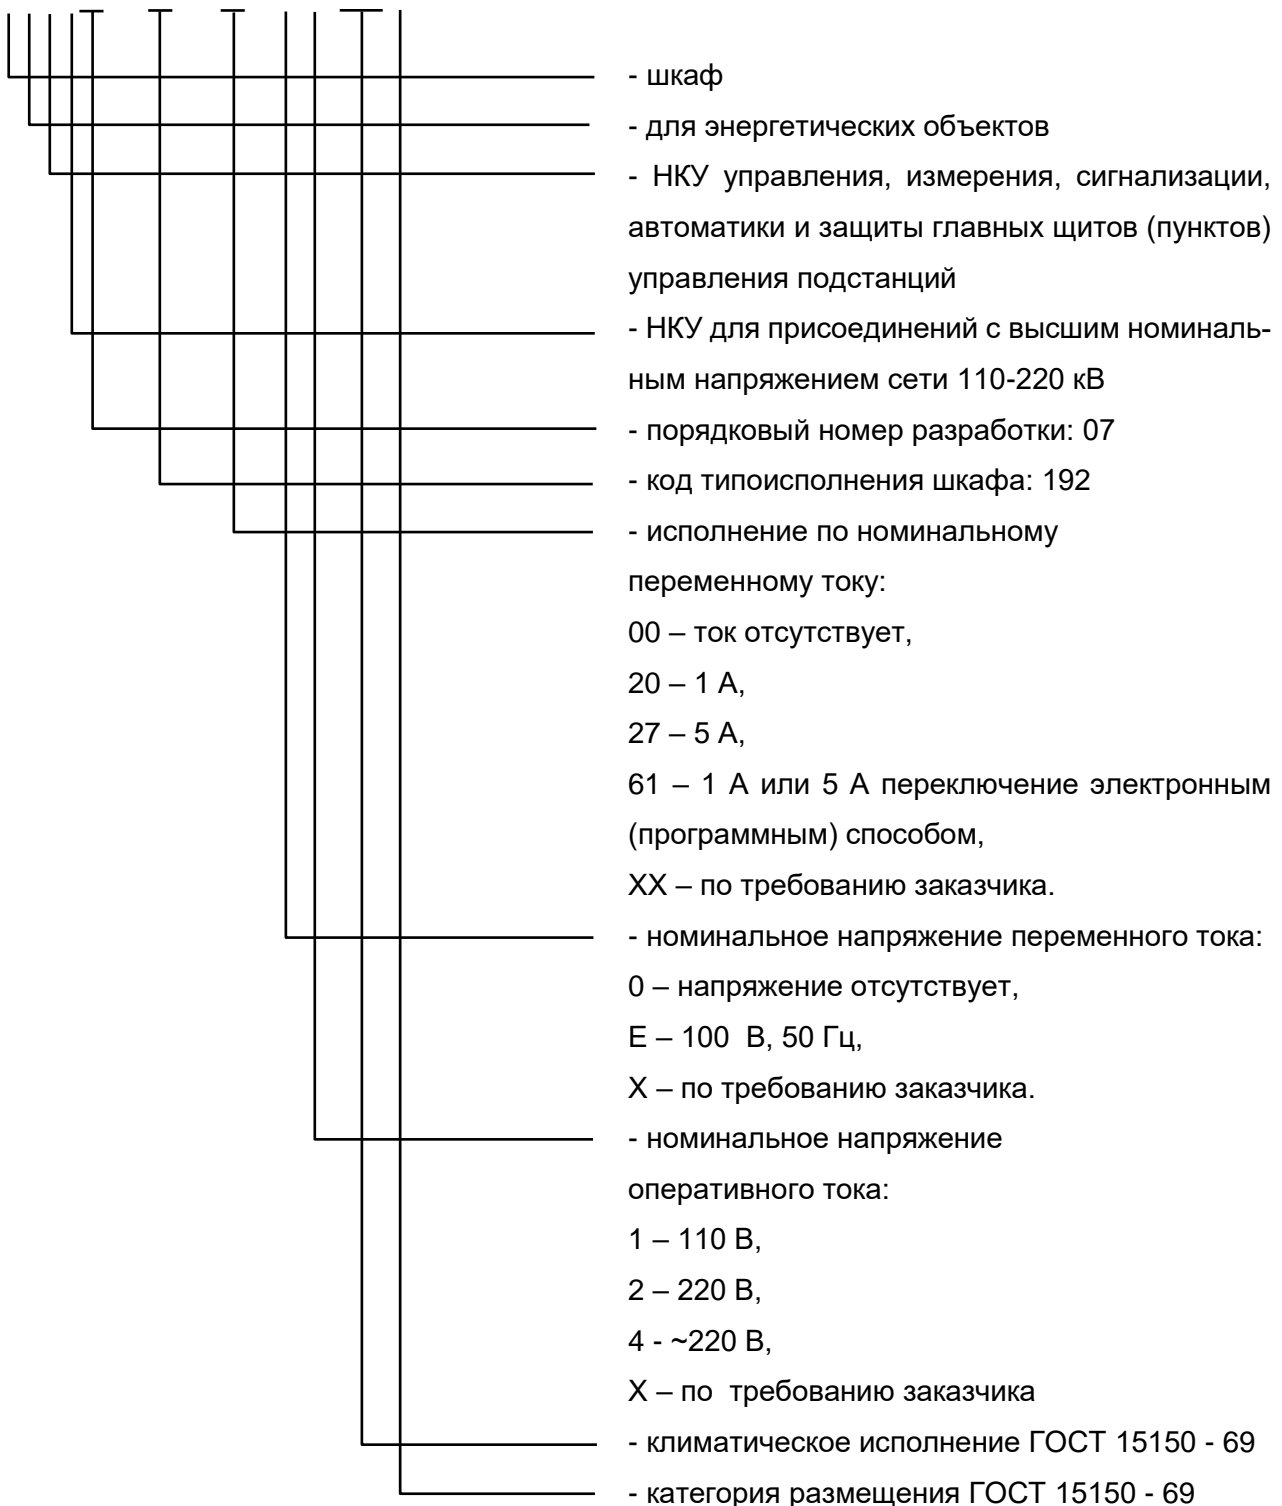 - шкаф
- для энергетических объектов
- НКУ управления, измерения, сигнализации,
автоматики и защиты главных щитов (пунктов)
управления подстанций
- НКУ для присоединений с высшим номиналь-
ным напряжением сети 110-220 кВ
- порядковый номер разработки: 07
- код типоисполнения шкафа: 192
- исполнение по номинальному
переменному току:
00 – ток отсутствует,
20 – 1 А,
27 – 5 А,
61 – 1 А или 5 А переключение электронным
(программным) способом,
ХХ – по требованию заказчика.
- номинальное напряжение переменного тока:
0 – напряжение отсутствует,
Е – 100 В, 50 Гц,
Х – по требованию заказчика.
- номинальное напряжение
оперативного тока:
1 – 110 В,
2 – 220 В,
4 - ~220 В,
Х – по требованию заказчика
- климатическое исполнение ГОСТ 15150 - 69
- категория размещения ГОСТ 15150 - 69